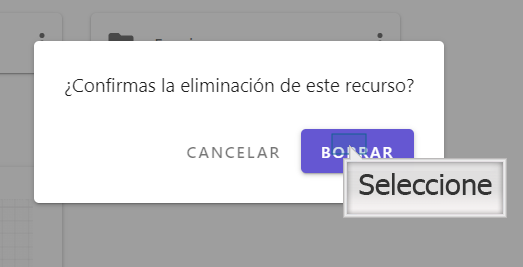 ¿Confirmas la eliminación de este recurso?
CANCELAR
BORRAR
Seleccione